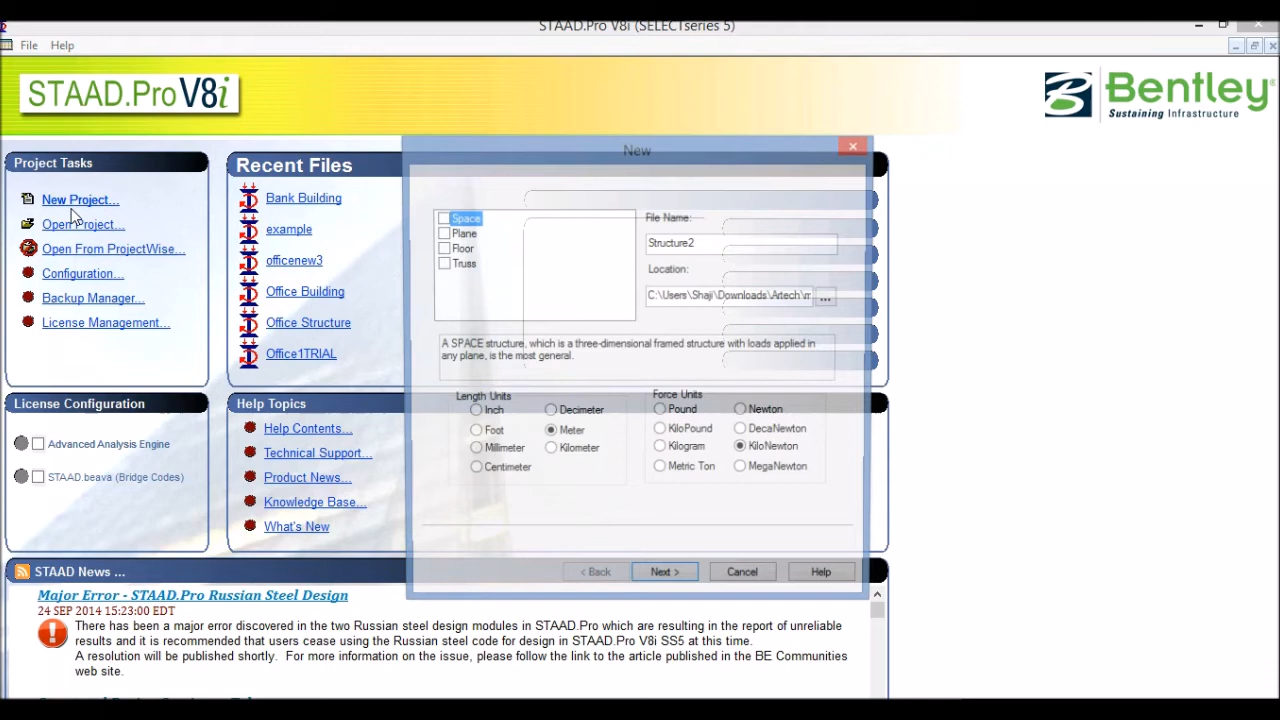 STAAD.Pro V8i (SELECTseries 5)
File Help
STAAD.Pro V8i
Bentley
Sustaining Infrastructure
Project Tasks
New Project...
Open Project...
Open From ProjectWise...
Configuration...
Backup Manager...
License Management...
Recent Files
Bank Building
example
officenew3
Office Building
Office Structure
Office1TRIAL
New
Space
Plane
Floor
Truss
File Name:
Structure2
Location:
C:\Users\Shaji\Downloads\Artech\m
...
A SPACE structure, which is a three-dimensional framed structure with loads applied in
any plane, is the most general.
Length Units
Inch Decimeter
Foot Meter
Millimeter Kilometer
Centimeter
Force Units
Pound Newton
KiloPound DecaNewton
Kilogram KiloNewton
Metric Ton MegaNewton
< Back Next > Cancel Help
License Configuration
Advanced Analysis Engine
STAAD.beava (Bridge Codes)
Help Topics
Help Contents...
Technical Support...
Product News...
Knowledge Base...
What's New
STAAD News ...
Major Error - STAAD.Pro Russian Steel Design
24 SEP 2014 15:23:00 EDT
There has been a major error discovered in the two Russian steel design modules in STAAD.Pro which are resulting in the report of unreliable
results and it is recommended that users cease using the Russian steel code for design in STAAD.Pro V8i SS5 at this time.
A resolution will be published shortly. For more information on the issue, please follow the link to the article published in the BE Communities
web site.